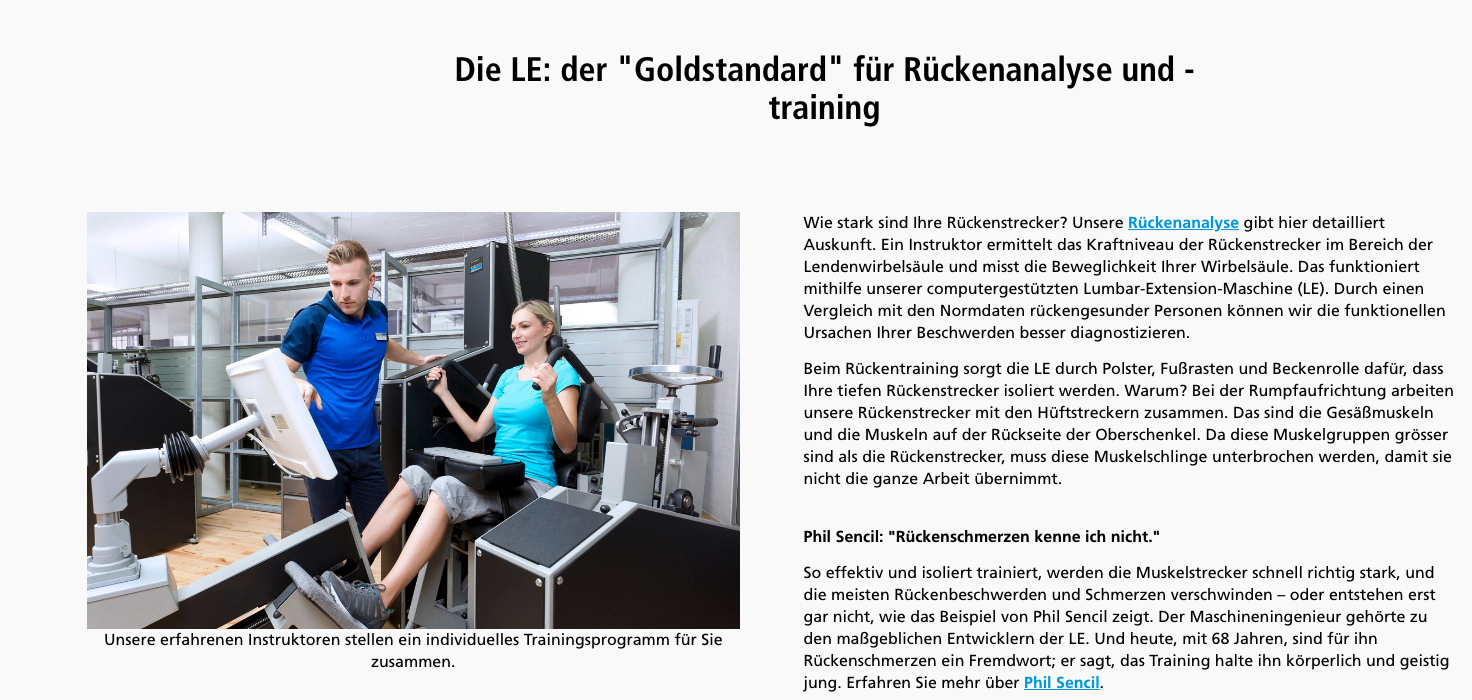 Die LE: der "Goldstandard" für Rückenanalyse und -
training
Unsere erfahrenen Instruktoren stellen ein individuelles Trainingsprogramm für Sie
zusammen.
Wie stark sind Ihre Rückenstrecker? Unsere Rückenanalyse gibt hier detailliert
Auskunft. Ein Instruktor ermittelt das Kraftniveau der Rückenstrecker im Bereich der
Lendenwirbelsäule und misst die Beweglichkeit Ihrer Wirbelsäule. Das funktioniert
mithilfe unserer computergestützten Lumbar-Extension-Maschine (LE). Durch einen
Vergleich mit den Normdaten rückengesunder Personen können wir die funktionellen
Ursachen Ihrer Beschwerden besser diagnostizieren.
Beim Rückentraining sorgt die LE durch Polster, Fußrasten und Beckenrolle dafür, dass
Ihre tiefen Rückenstrecker isoliert werden. Warum? Bei der Rumpfaufrichtung arbeiten
unsere Rückenstrecker mit den Hüftstreckern zusammen. Das sind die Gesäßmuskeln
und die Muskeln auf der Rückseite der Oberschenkel. Da diese Muskelgruppen grösser
sind als die Rückenstrecker, muss diese Muskelschlinge unterbrochen werden, damit sie
nicht die ganze Arbeit übernimmt.
Phil Sencil: "Rückenschmerzen kenne ich nicht."
So effektiv und isoliert trainiert, werden die Muskelstrecker schnell richtig stark, und
die meisten Rückenbeschwerden und Schmerzen verschwinden – oder entstehen erst
gar nicht, wie das Beispiel von Phil Sencil zeigt. Der Maschineningenieur gehörte zu
den maßgeblichen Entwicklern der LE. Und heute, mit 68 Jahren, sind für ihn
Rückenschmerzen ein Fremdwort; er sagt, das Training halte ihn körperlich und geistig
jung. Erfahren Sie mehr über Phil Sencil.